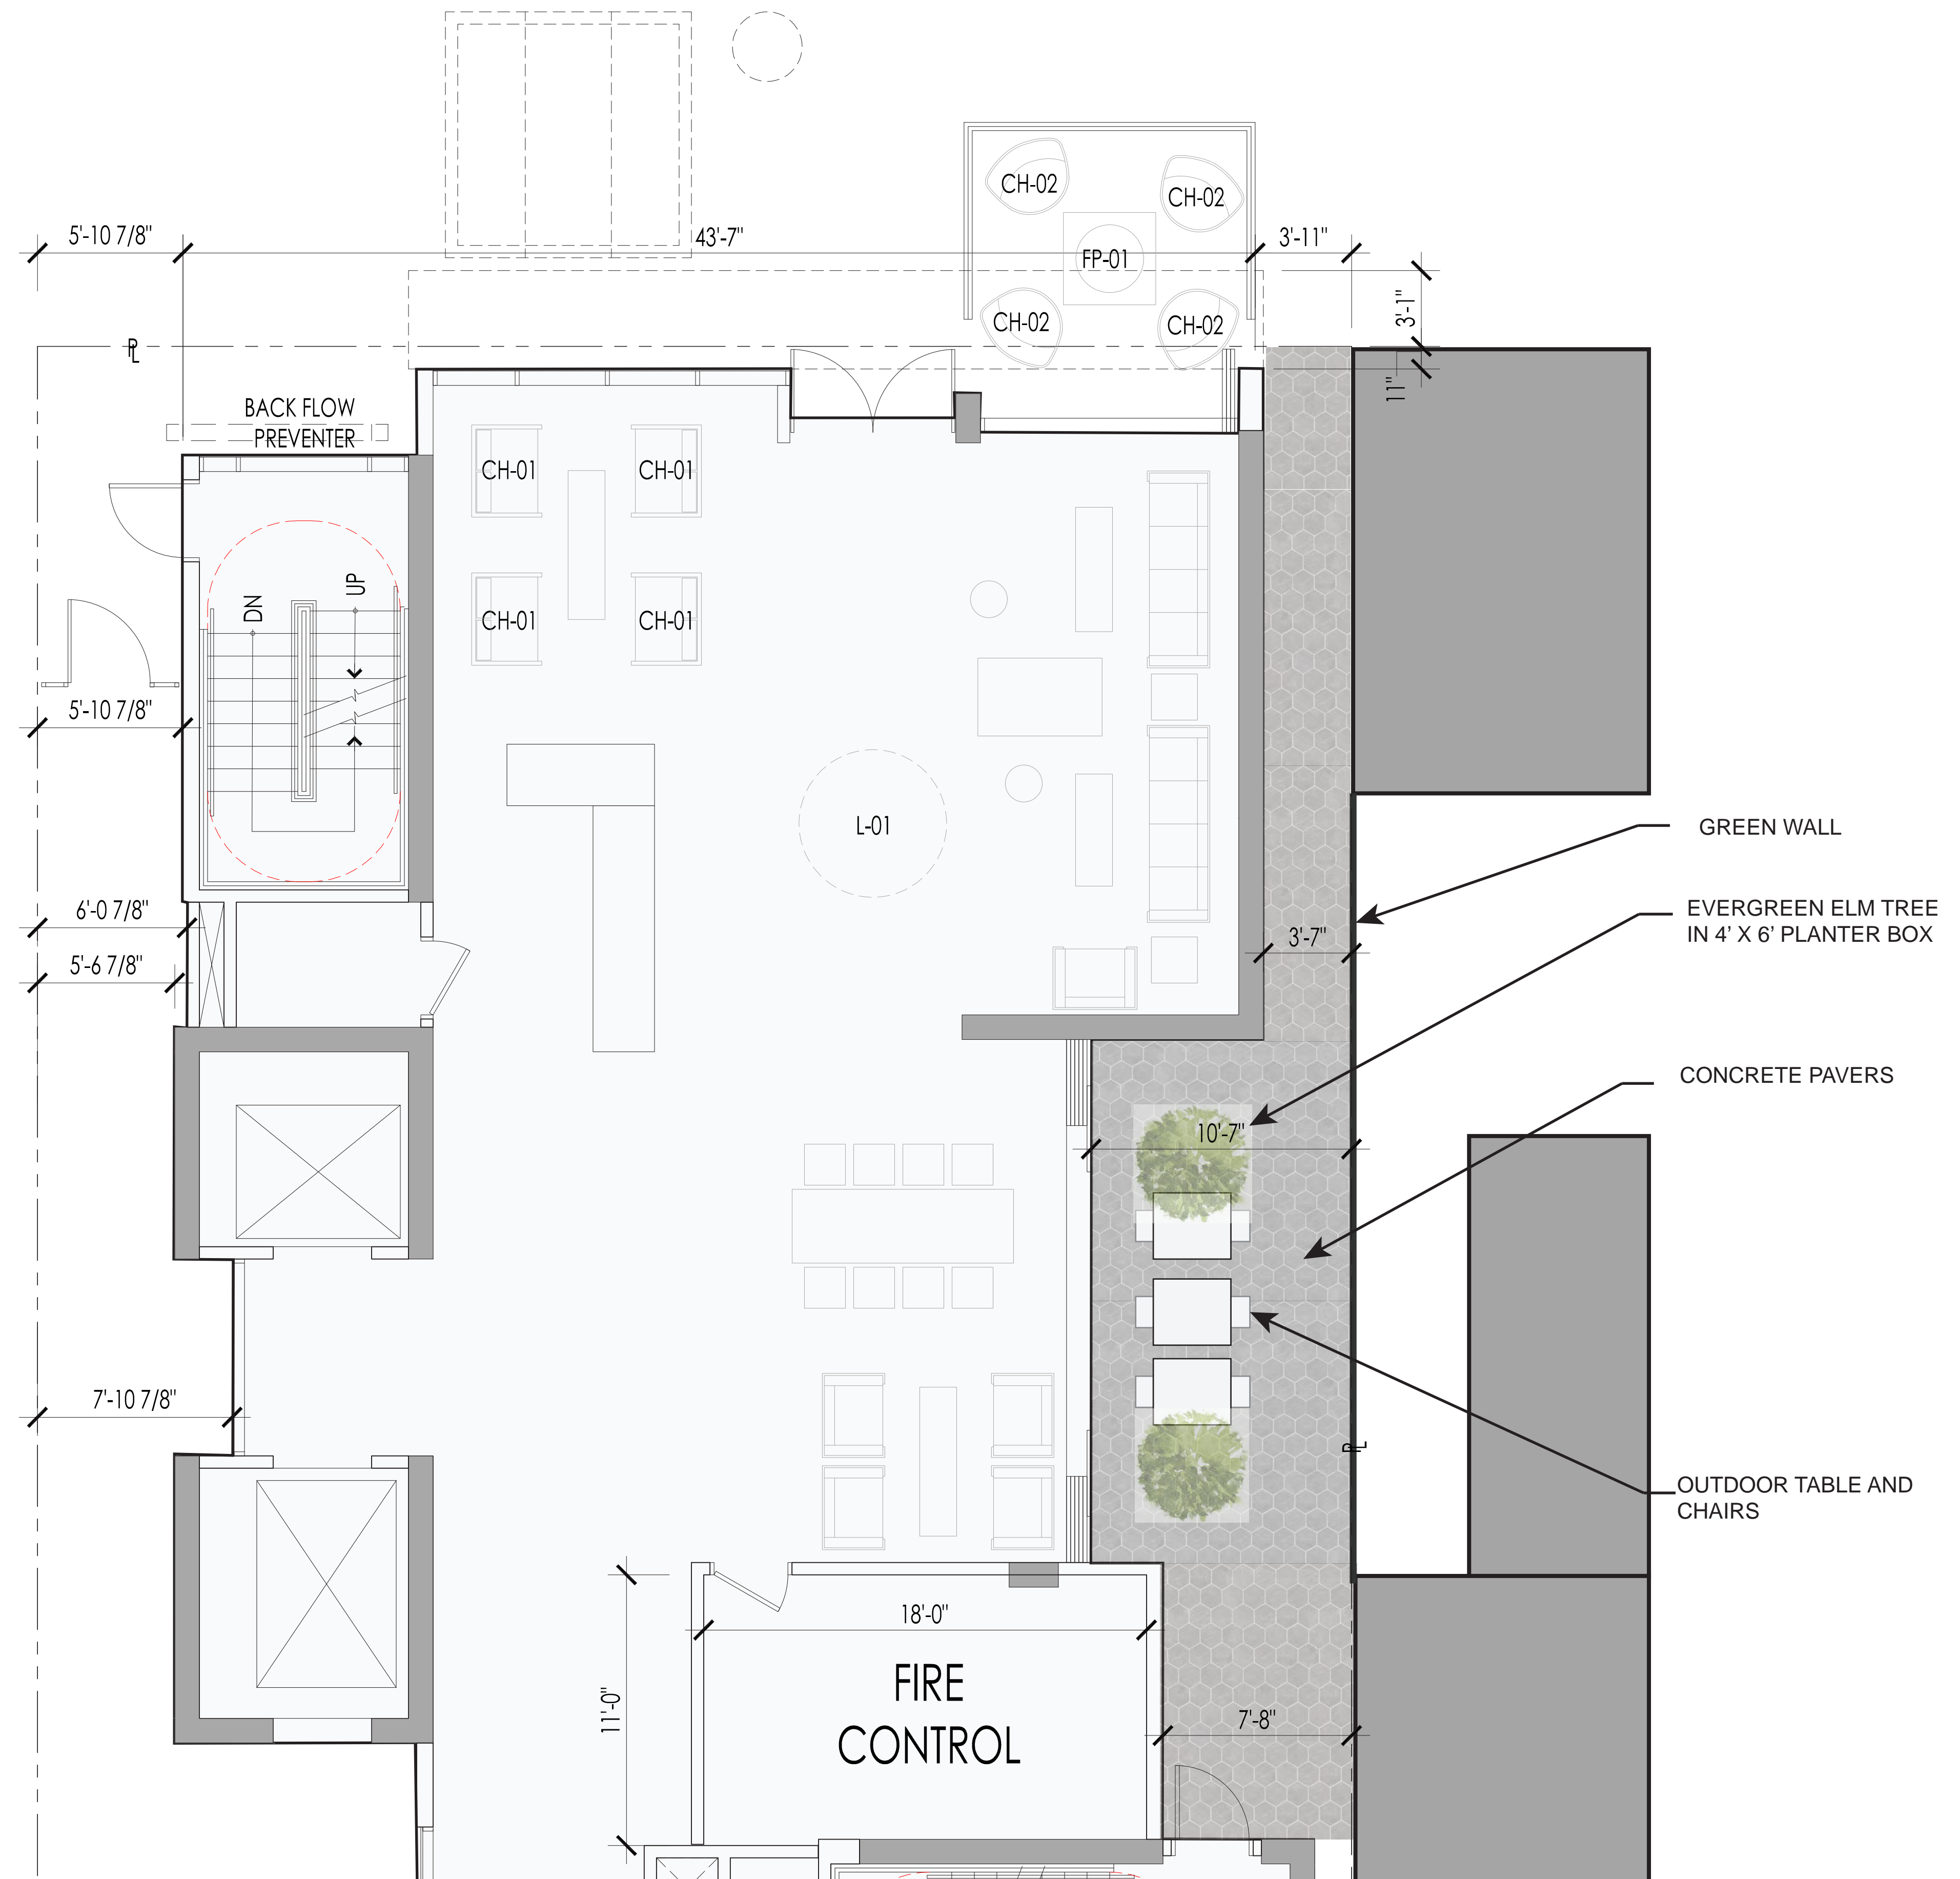 CH-02
CH-02
5'-10 7/8"
43'-7"
3'-11"
FP-01
3'-1"
CH-02
CH-02
PL
11"
BACK FLOW
PREVENTER
CH-01
CH-01
DN
UP
CH-01
CH-01
5'-10 7/8"
L-01
GREEN WALL
6'-0 7/8"
3'-7"
EVERGREEN ELM TREE
IN 4’ X 6’ PLANTER BOX
5'-6 7/8"
CONCRETE PAVERS
10'-7"
7'-10 7/8"
PL
OUTDOOR TABLE AND
CHAIRS
18'-0"
FIRE
CONTROL
11'-0"
7'-8"